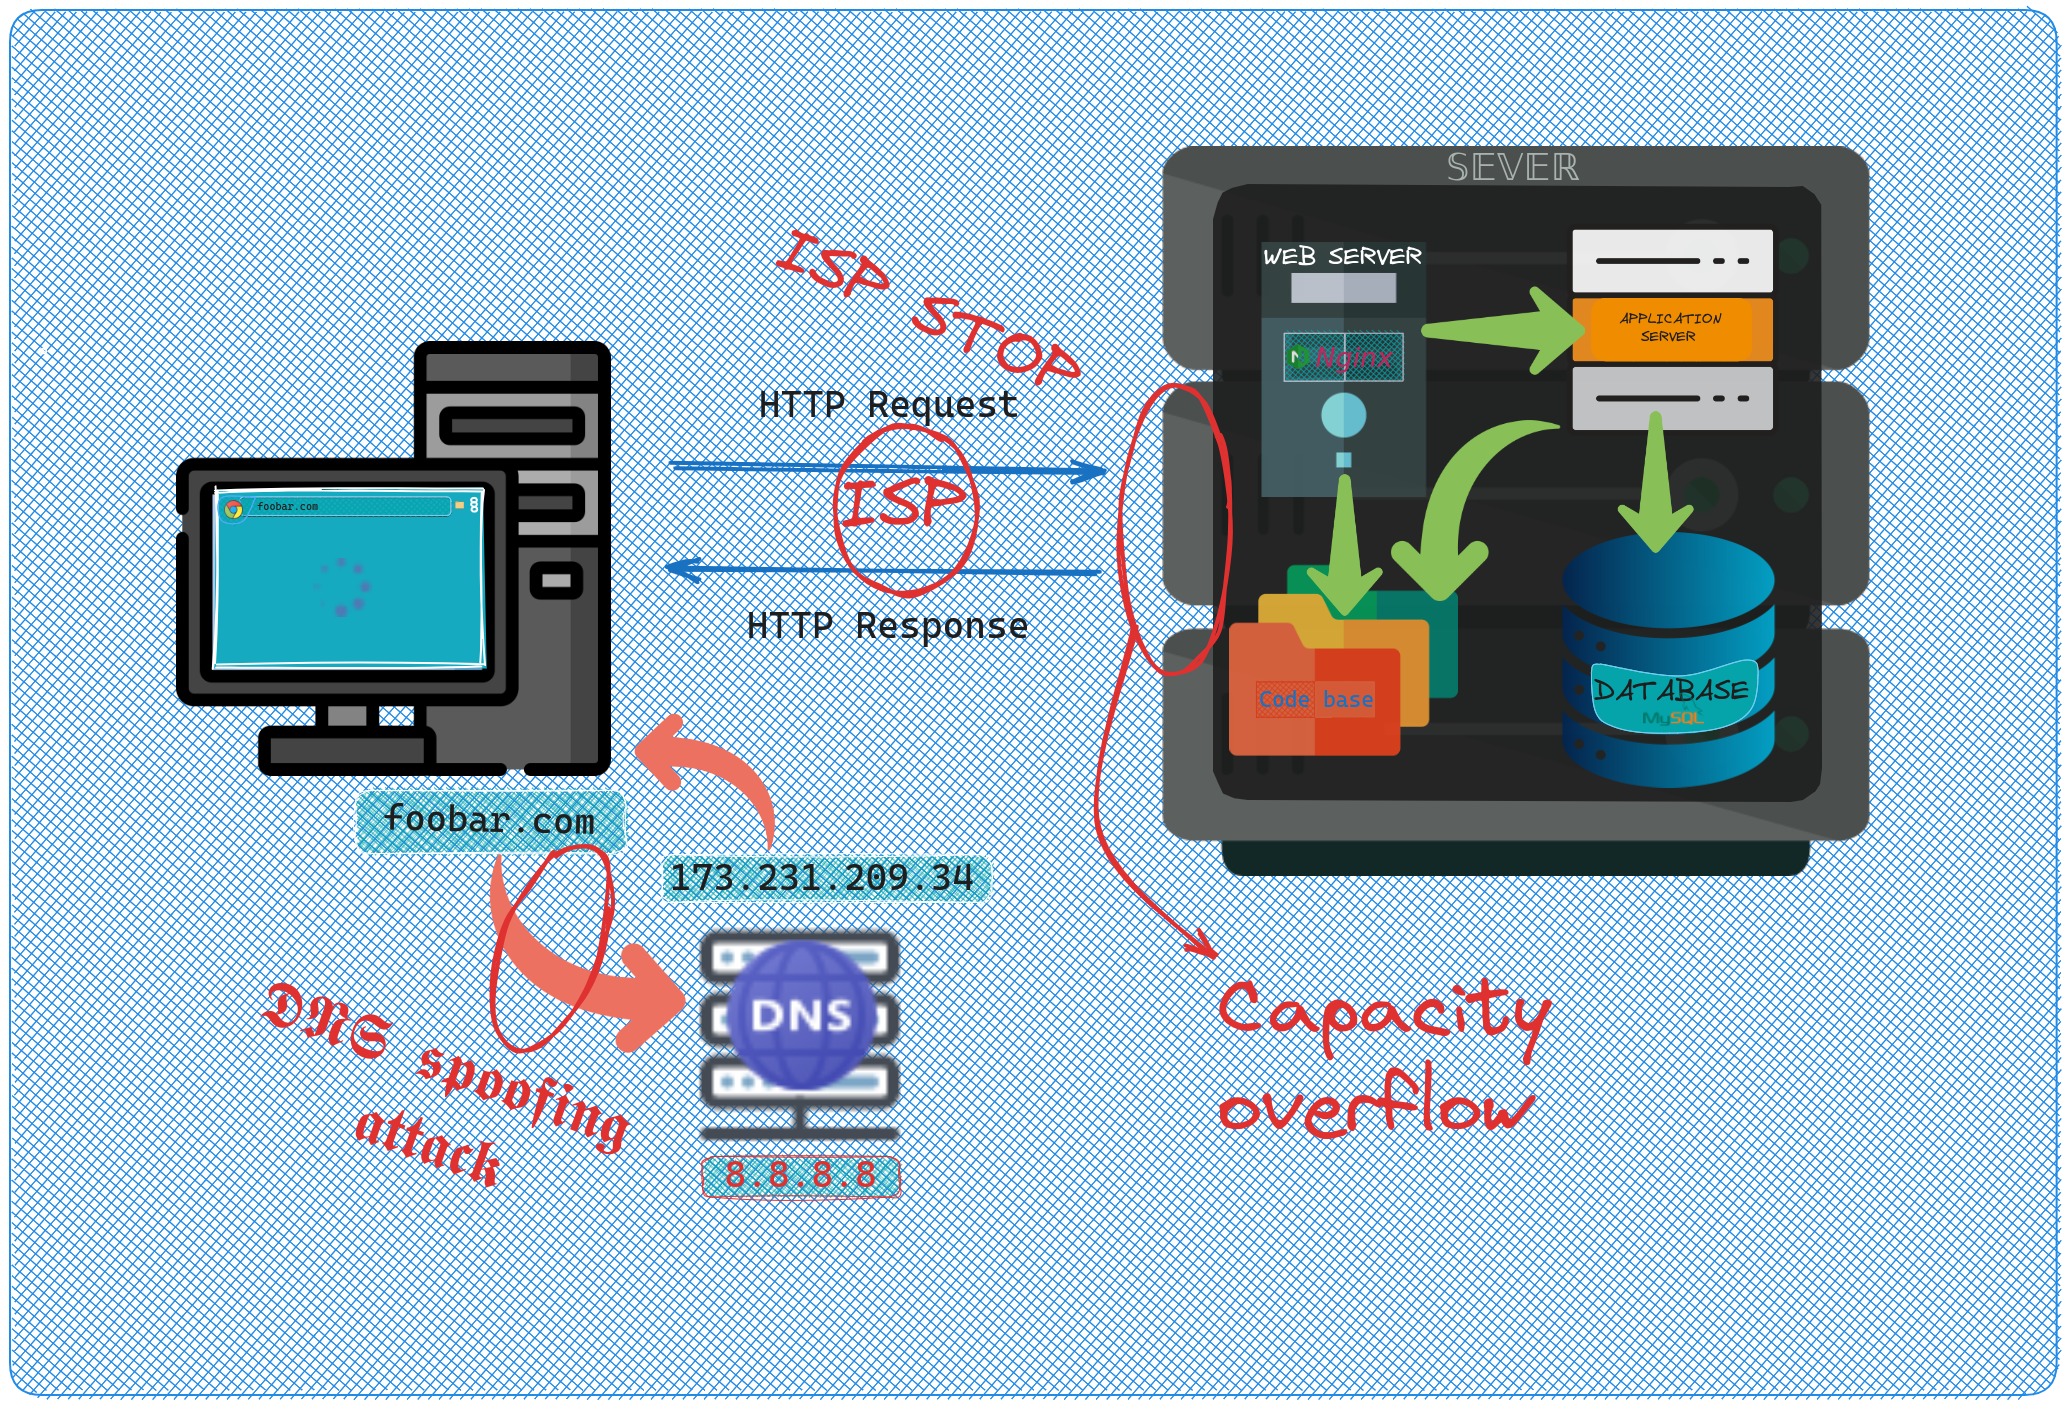 SEVER
WEB SERVER
Nginx
APPLICATION
SERVER
ISP STOP
HTTP Request
ISP
HTTP Response
foobar.com
Code base
DATABASE
MySQL
foobar.com
173.231.209.34
DNS
8.8.8.8
DNS spoofing
attack
Capacity
overflow